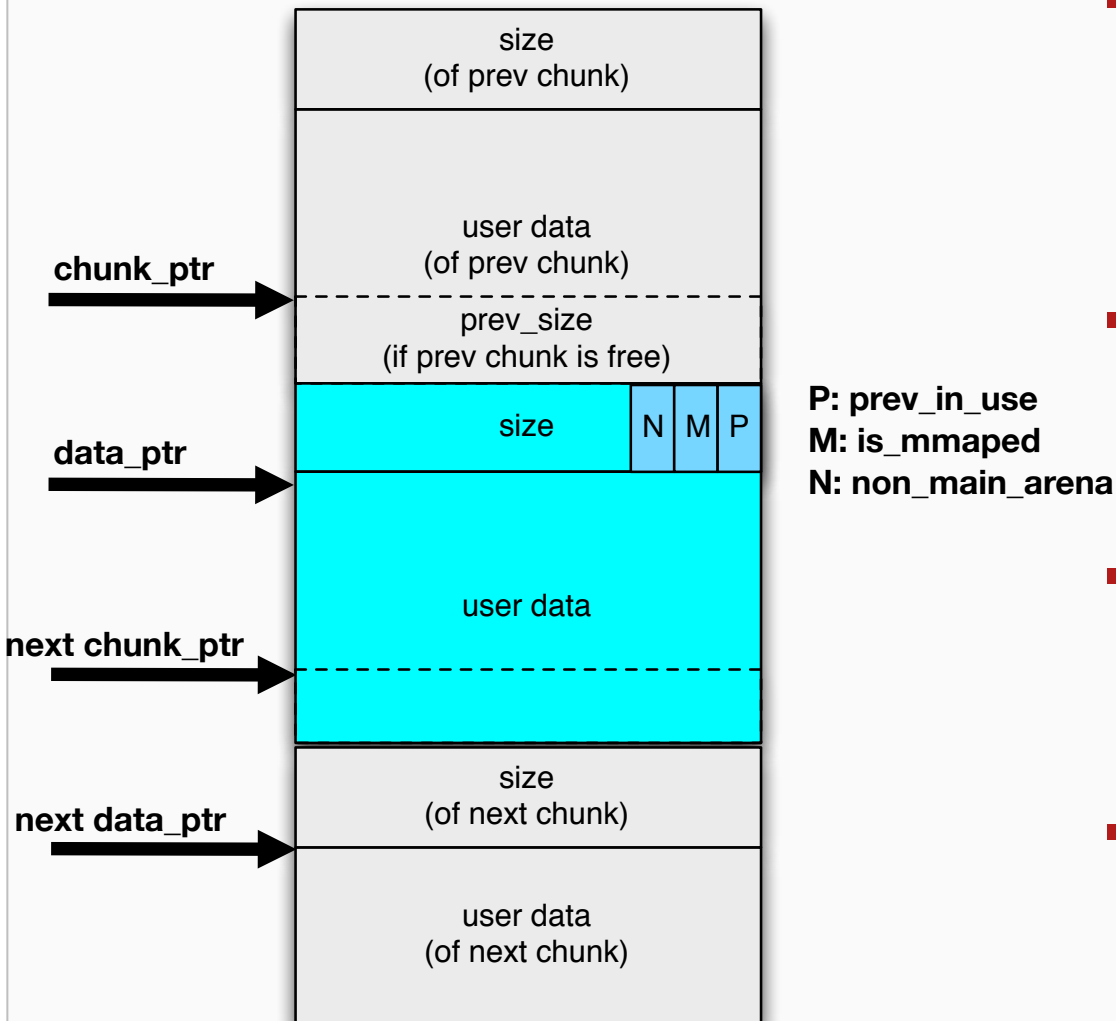 size
(of prev chunk)
user data
(of prev chunk)
chunk_ptr
prev_size
(if prev chunk is free)
size
N
M
P
P: prev_in_use
M: is_mmaped
N: non_main_arena
data_ptr
user data
next chunk_ptr
size
(of next chunk)
next data_ptr
user data
(of next chunk)